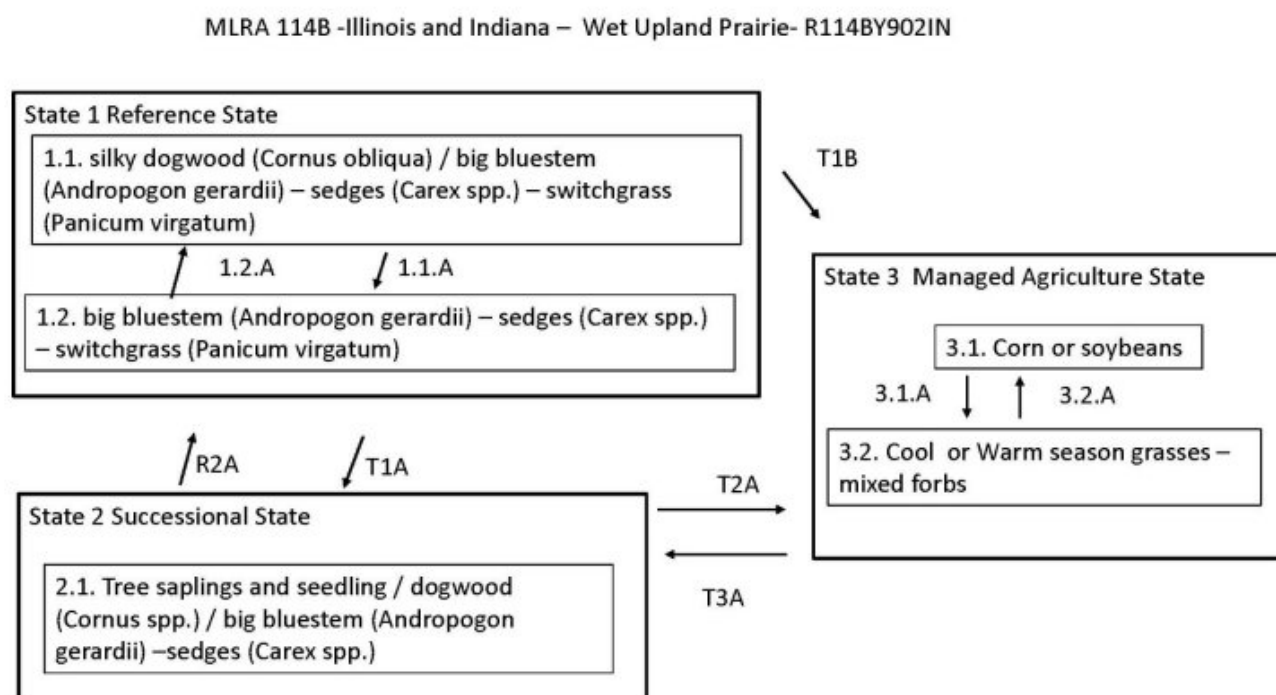 MLRA 114B -Illinois and Indiana – Wet Upland Prairie- R114BY902IN
State 1 Reference State
1.1. silky dogwood (Cornus obliqua) / big bluestem
(Andropogon gerardii) – sedges (Carex spp.) – switchgrass
(Panicum virgatum)
1.2.A
1.1.A
1.2. big bluestem (Andropogon gerardii) – sedges (Carex spp.)
– switchgrass (Panicum virgatum)
T1B
State 3 Managed Agriculture State
3.1. Corn or soybeans
3.1.A
3.2.A
3.2. Cool or Warm season grasses –
mixed forbs
R2A
T1A
State 2 Successional State
2.1. Tree saplings and seedling / dogwood
(Cornus spp.) / big bluestem (Andropogon
gerardii) –sedges (Carex spp.)
T2A
T3A